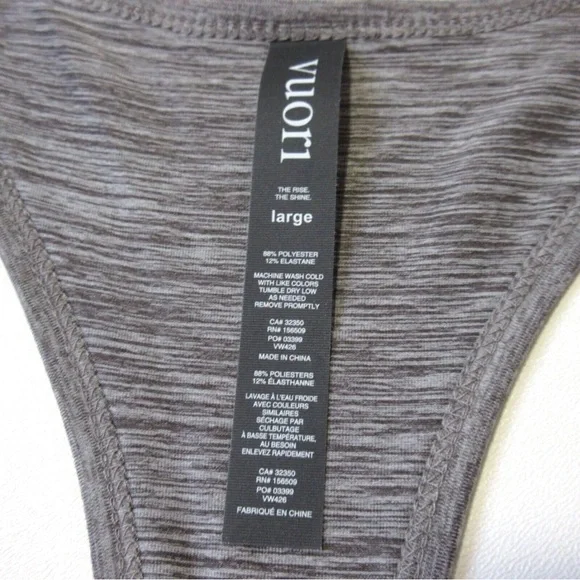 vuori
THE RISE.
THE SHINE.
large
88% POLYESTER
12% ELASTANE
MACHINE WASH COLD
WITH LIKE COLORS
TUMBLE DRY LOW
AS NEEDED
REMOVE PROMPTLY
CA# 32350
RN# 156509
PO# 03399
VW426
MADE IN CHINA
88% POLIESTERS
12% ÉLASTHANNE
LAVAGE À L'EAU FROIDE
AVEC COULEURS
SIMILAIRES
SÉCHAGE PAR
CULBUTAGE
À BASSE TEMPÉRATURE,
AU BESOIN
ENLEVEZ RAPIDEMENT
CA# 32350
RN# 156509
PO# 03399
VW426
FABRIQUÉ EN CHINE